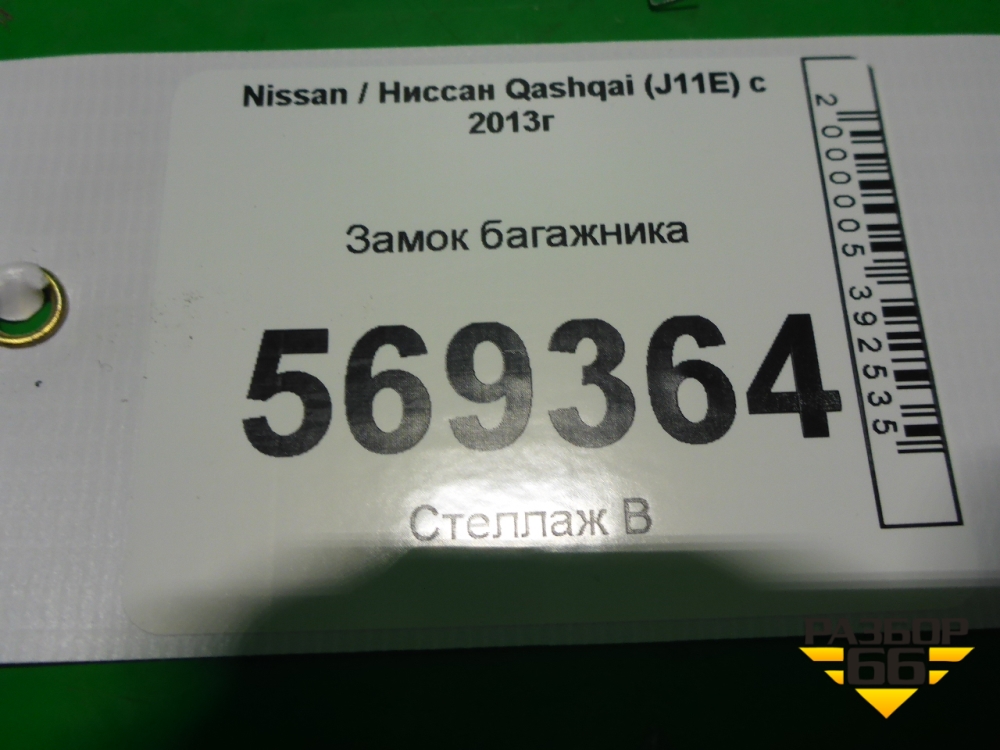 Nissan / Ниссан Qashqai (J11E) с
2013г
Замок багажника
569364
Стеллаж В
2000005392535
РАЗБОР
66